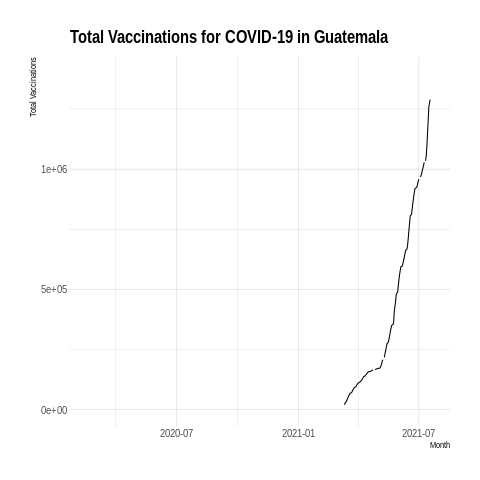 Total Vaccinations for COVID-19 in Guatemala
Total Vaccinations
1e+06
5e+05
0e+00
2020-07 2021-01 2021-07
Month